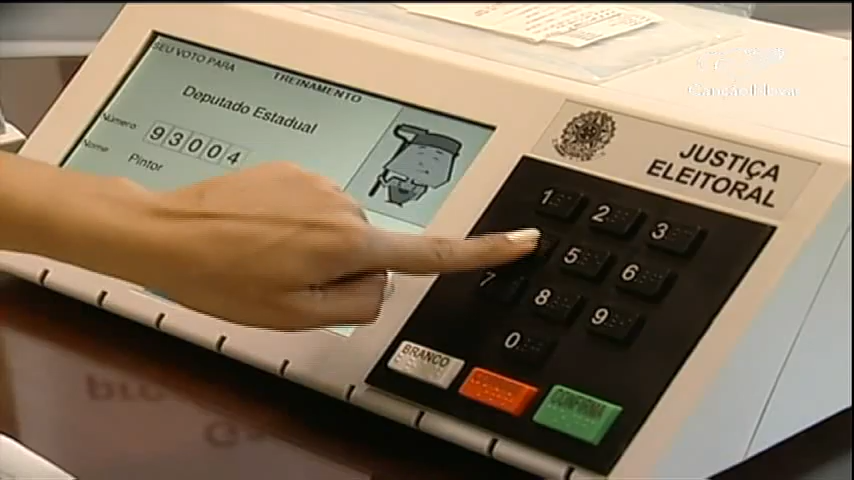 SEU VOTO PARA
TREINAMENTO
Deputado Estadual
Número
93004
Nome
Pintor
JUSTIÇA
ELEITORAL
1 2 3
5 6
7 8 9
0
BRANCO
CONFIRMA